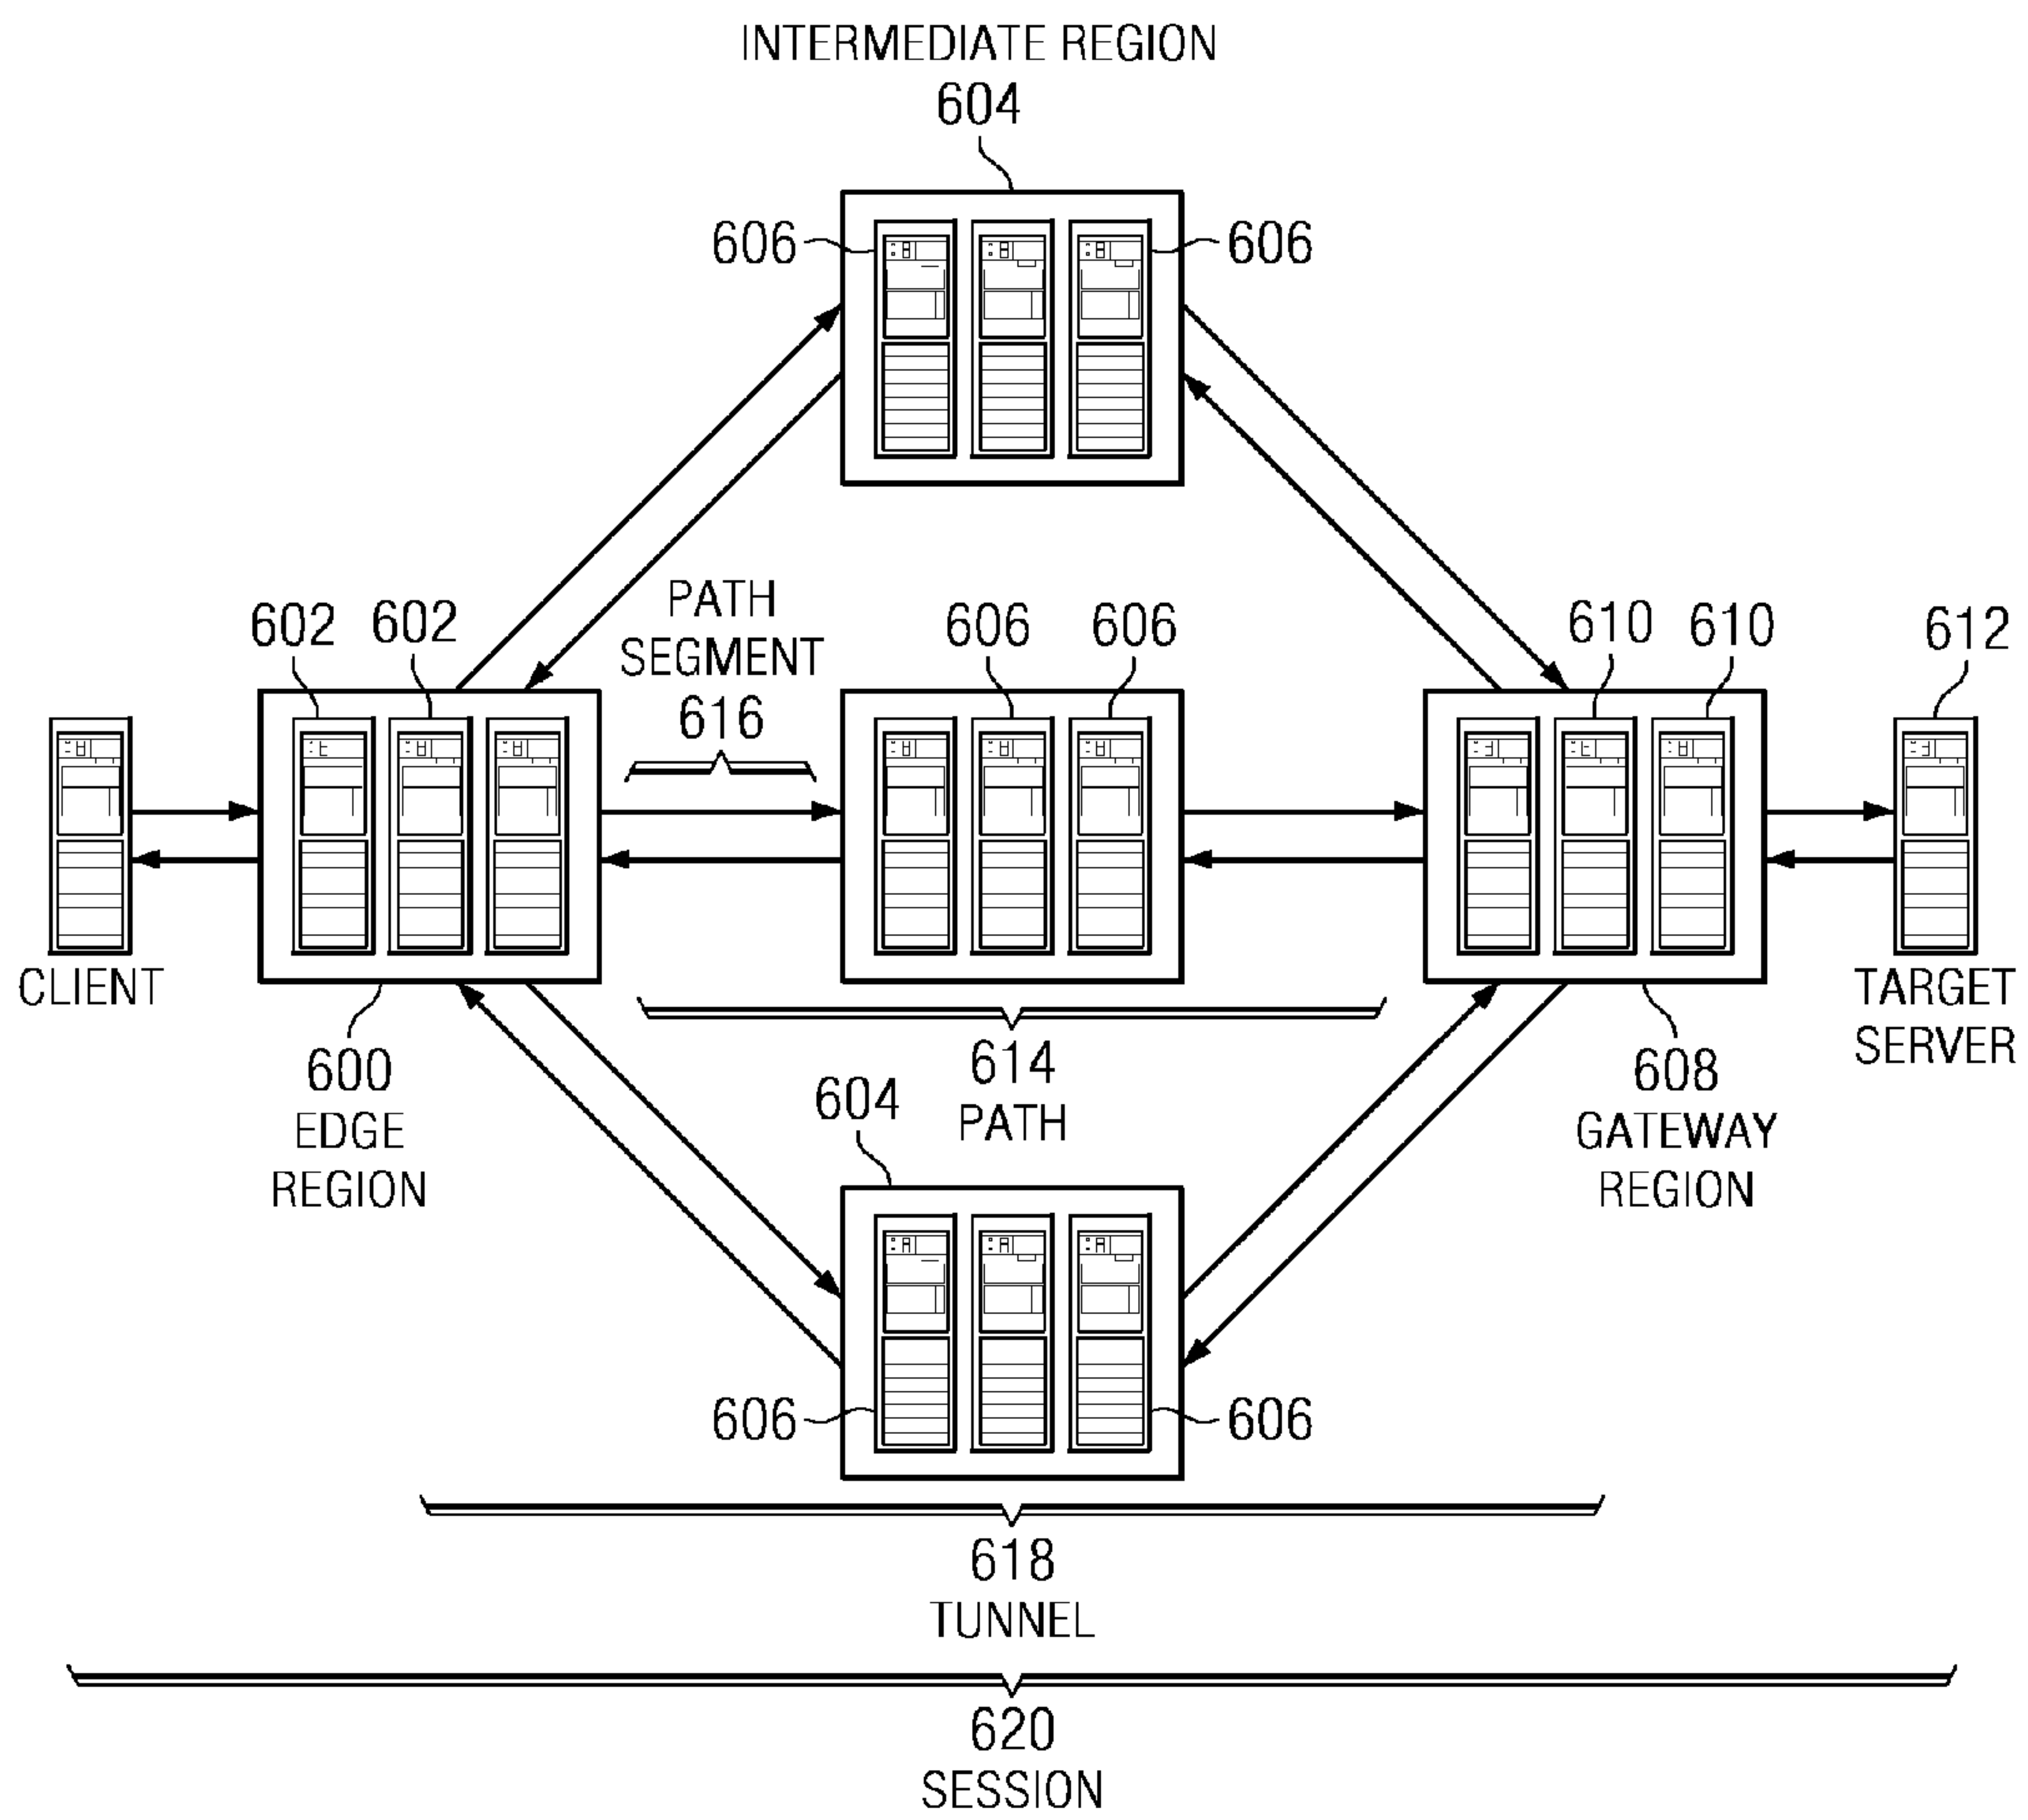 INTERMEDIATE REGION
604
606
606
PATH
SEGMENT
616
602
602
606
606
610
610
612
CLIENT
TARGET
SERVER
600
EDGE
REGION
614
PATH
608
GATEWAY
REGION
604
606
606
618
TUNNEL
620
SESSION